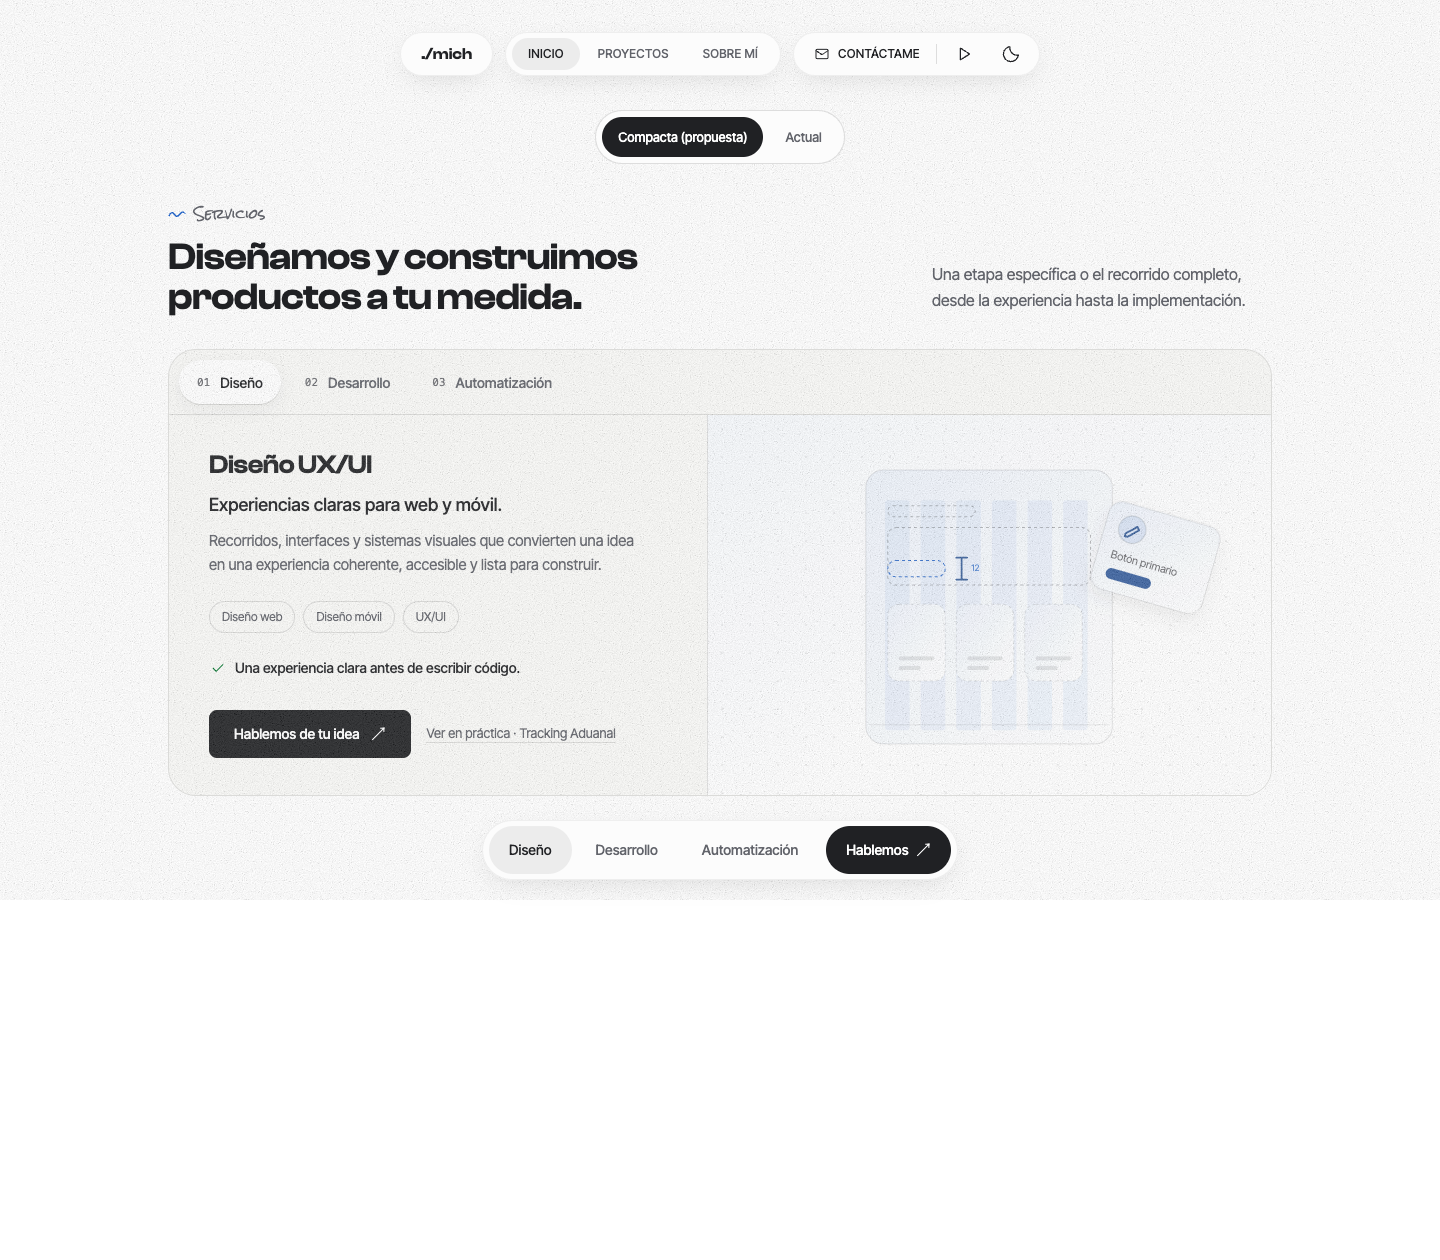 ./mich
INICIO
PROYECTOS
SOBRE MÍ
CONTÁCTAME
Compacta (propuesta)
Actual
Servicios
Diseñamos y construimos
productos a tu medida.
Una etapa específica o el recorrido completo,
desde la experiencia hasta la implementación.
01 Diseño
02 Desarrollo
03 Automatización
Diseño UX/UI
Experiencias claras para web y móvil.
Recorridos, interfaces y sistemas visuales que convierten una idea
en una experiencia coherente, accesible y lista para construir.
Diseño web
Diseño móvil
UX/UI
Una experiencia clara antes de escribir código.
Hablemos de tu idea
Ver en práctica · Tracking Aduanal
12
Botón primario
Diseño
Desarrollo
Automatización
Hablemos